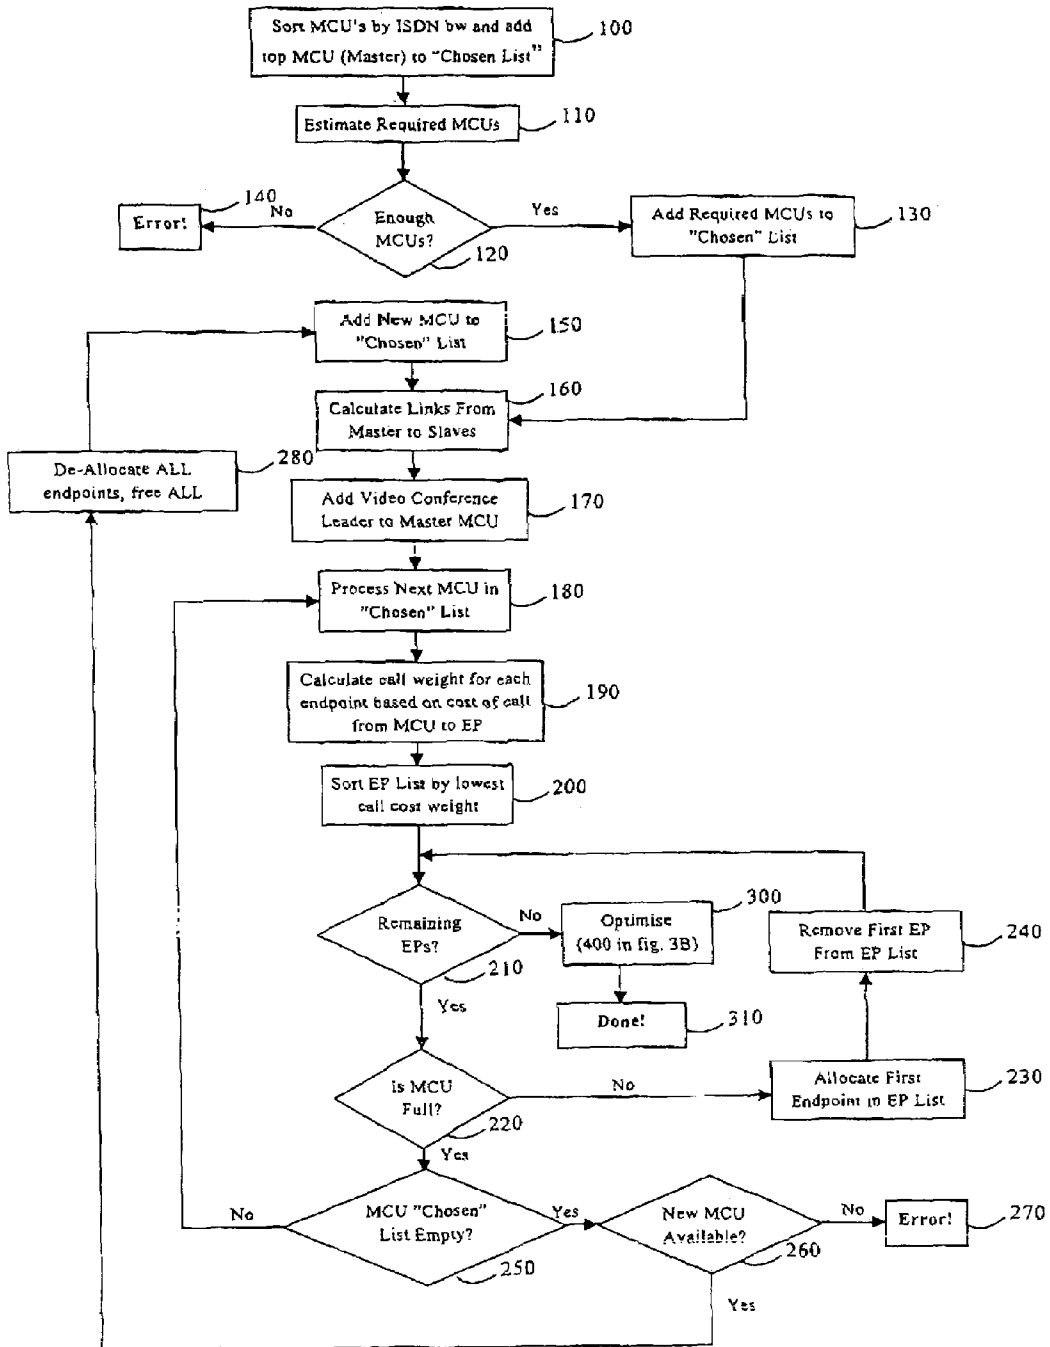 Sort MCU's by ISDN bw and add
top MCU (Master) to "Chosen List"
100
Estimate Required MCUs
110
Enough
MCUs?
120
No
Yes
Error!
140
Add Required MCUs to
"Chosen" List
130
Add New MCU to
"Chosen" List
150
Calculate Links From
Master to Slaves
160
De-Allocate ALL
endpoints, free ALL
280
Add Video Conference
Leader to Master MCU
170
Process Next MCU in
"Chosen" List
180
Calculate call weight for each
endpoint based on cost of call
from MCU to EP
190
Sort EP List by lowest
call cost weight
200
Remaining
EPs?
210
No
Yes
Optimise
(400 in fig. 3B)
300
Done!
310
Remove First EP
From EP List
240
Is MCU
Full?
220
No
Yes
Allocate First
Endpoint in EP List
230
MCU "Chosen"
List Empty?
250
No
Yes
New MCU
Available?
260
No
Yes
Error!
270